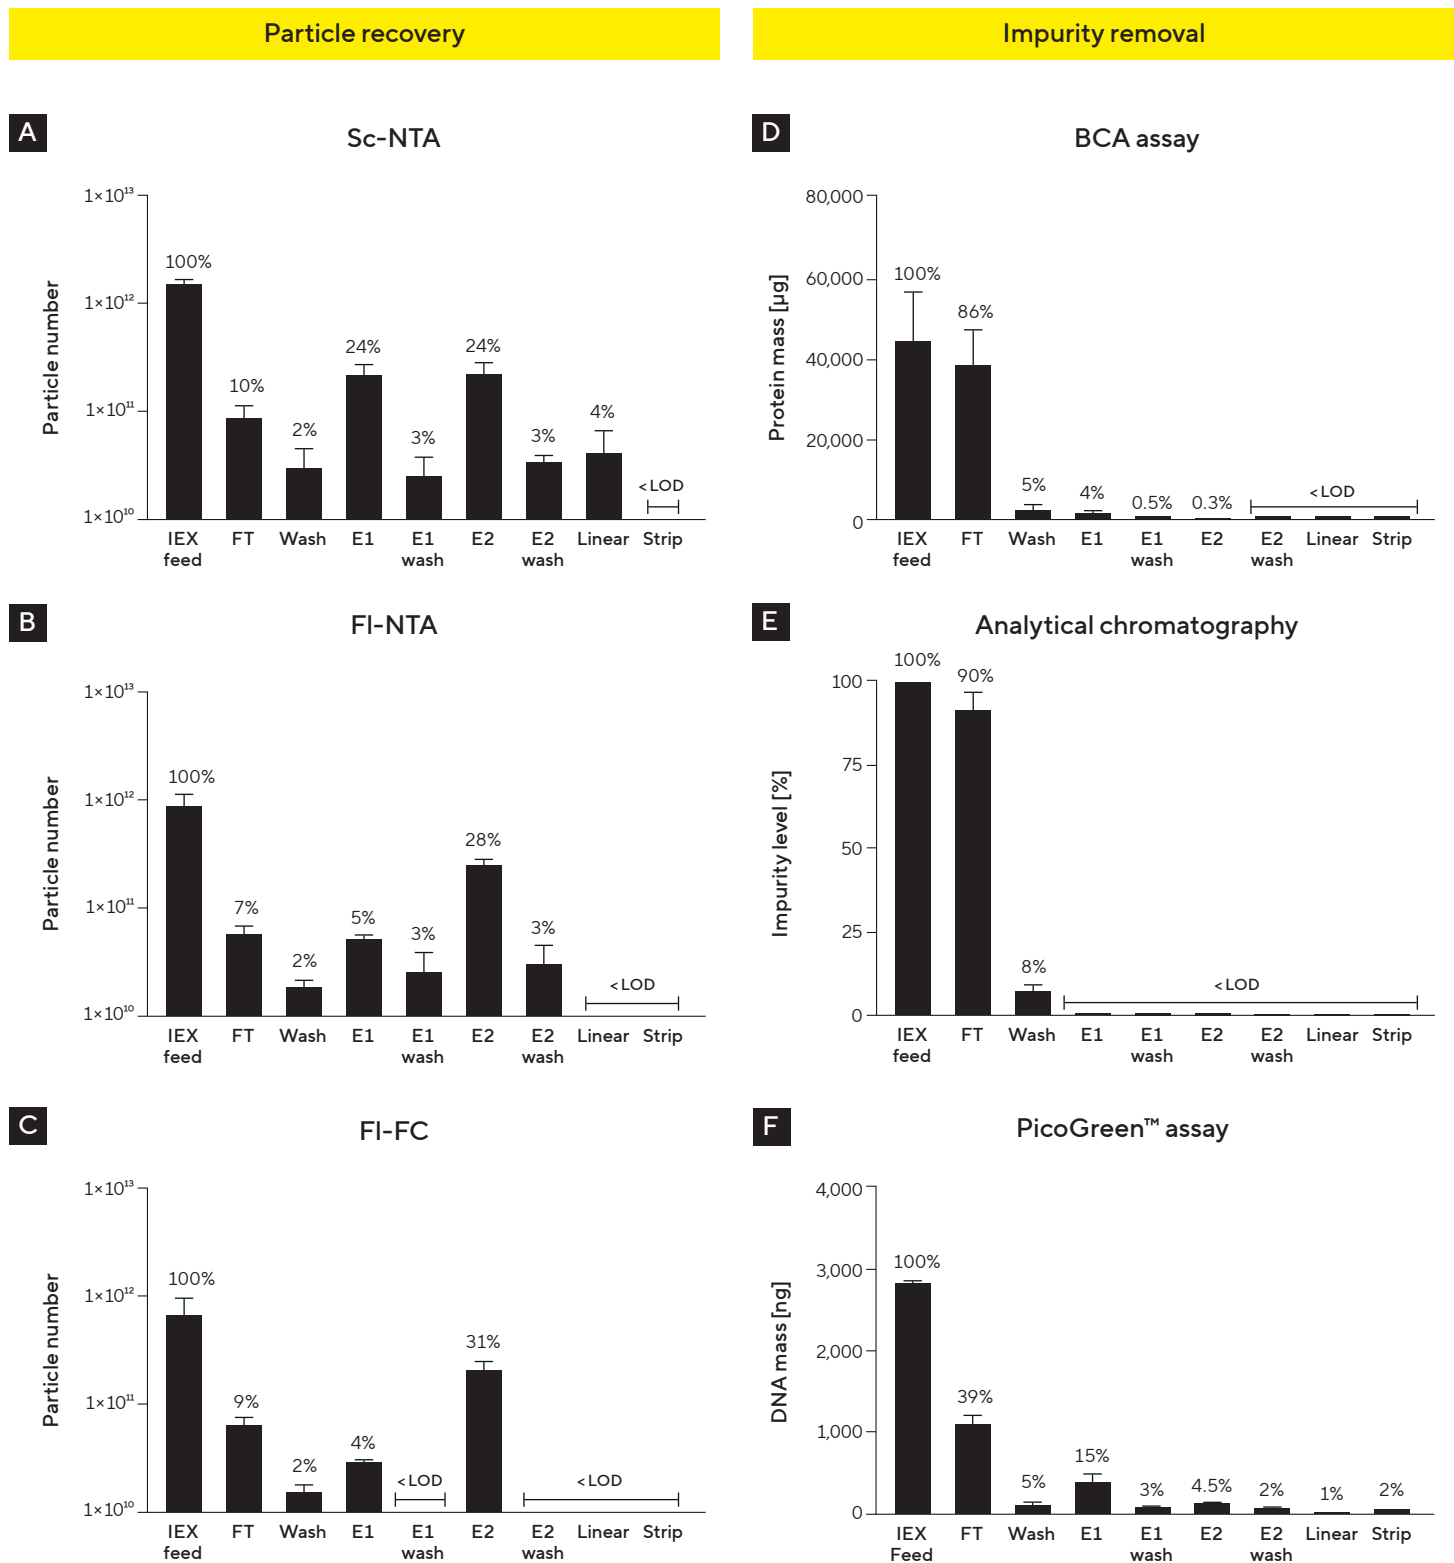 Particle recovery
Impurity removal
A
Sc-NTA
1×10¹³
1×10¹²
1×10¹¹
1×10¹⁰
Particle number
100%
10%
2%
24%
3%
24%
3%
4%
< LOD
IEX feed
FT
Wash
E1
E1 wash
E2
E2 wash
Linear
Strip
D
BCA assay
80,000
60,000
40,000
20,000
0
Protein mass [µg]
100%
86%
5%
4%
0.5%
0.3%
< LOD
IEX feed
FT
Wash
E1
E1 wash
E2
E2 wash
Linear
Strip
B
Fl-NTA
1×10¹³
1×10¹²
1×10¹¹
1×10¹⁰
Particle number
100%
7%
2%
5%
3%
28%
3%
< LOD
IEX feed
FT
Wash
E1
E1 wash
E2
E2 wash
Linear
Strip
E
Analytical chromatography
100
75
50
25
0
Impurity level [%]
100%
90%
8%
< LOD
IEX feed
FT
Wash
E1
E1 wash
E2
E2 wash
Linear
Strip
C
Fl-FC
1×10¹³
1×10¹²
1×10¹¹
1×10¹⁰
Particle number
100%
9%
2%
4%
< LOD
31%
< LOD
IEX feed
FT
Wash
E1
E1 wash
E2
E2 wash
Linear
Strip
F
PicoGreen™ assay
4,000
3,000
2,000
1,000
0
DNA mass [ng]
100%
39%
5%
15%
3%
4.5%
2%
1%
2%
IEX Feed
FT
Wash
E1
E1 wash
E2
E2 wash
Linear
Strip